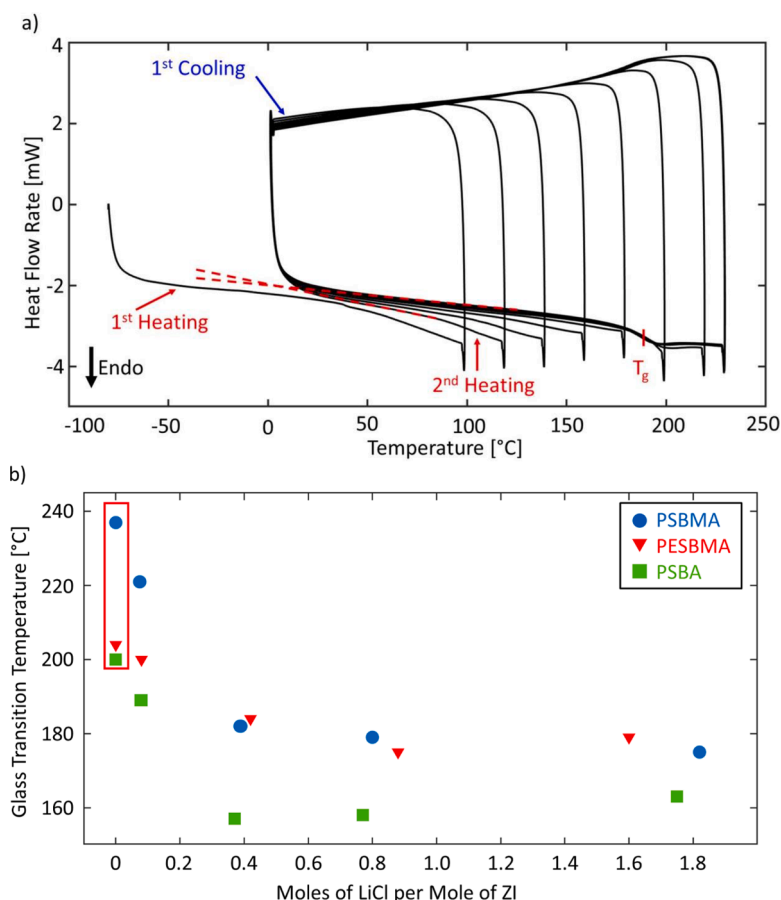 a)
4
2
0
-2
-4
Heat Flow Rate [mW]
1st Cooling
1st Heating
2nd Heating
Tg
Endo
-100
-50
0
50
100
150
200
250
Temperature [°C]
b)
240
220
200
180
160
Glass Transition Temperature [°C]
PSBMA
PESBMA
PSBA
0
0.2
0.4
0.6
0.8
1.0
1.2
1.4
1.6
1.8
Moles of LiCl per Mole of ZI